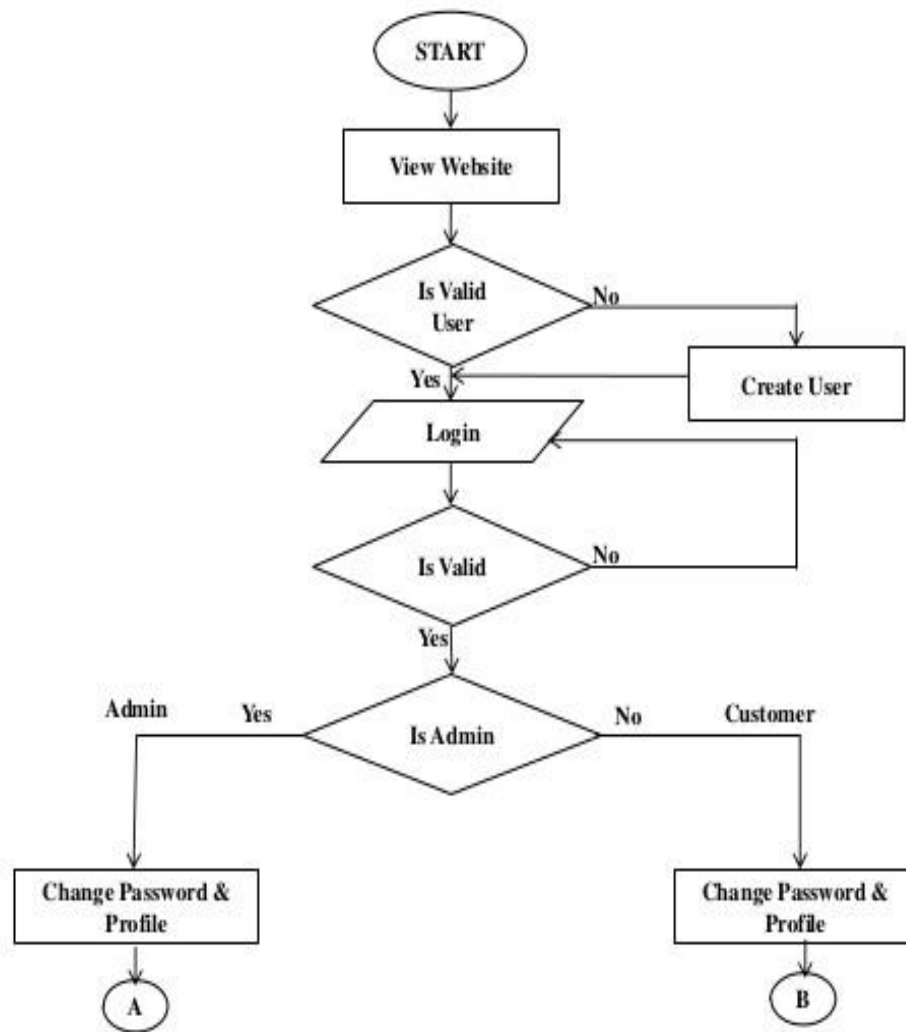 START
View Website
Is Valid
User
No
Yes
Create User
Login
Is Valid
No
Yes
Admin
Yes
Is Admin
No
Customer
Change Password &
Profile
Change Password &
Profile
A
B